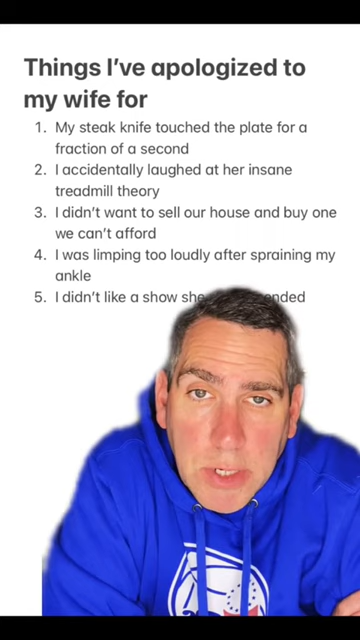 Things I’ve apologized to
my wife for
1. My steak knife touched the plate for a
fraction of a second
2. I accidentally laughed at her insane
treadmill theory
3. I didn’t want to sell our house and buy one
we can’t afford
4. I was limping too loudly after spraining my
ankle
5. I didn’t like a show she